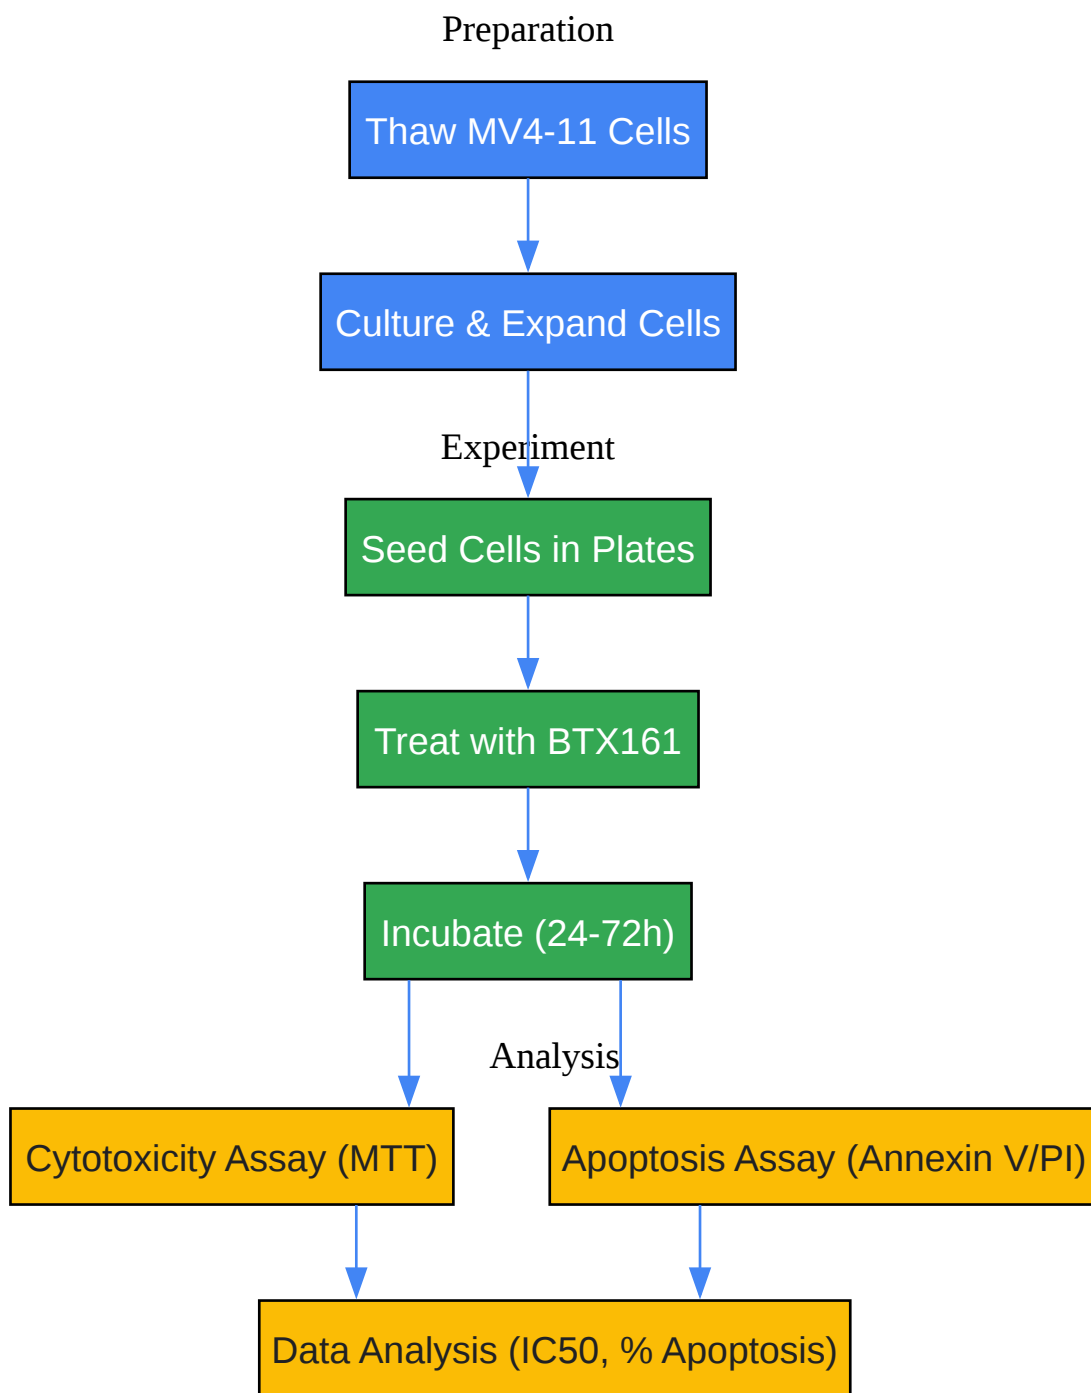 Preparation
Thaw MV4-11 Cells
Culture & Expand Cells
Experiment
Seed Cells in Plates
Treat with BTX161
Incubate (24-72h)
Analysis
Cytotoxicity Assay (MTT)
Apoptosis Assay (Annexin V/PI)
Data Analysis (IC50, % Apoptosis)